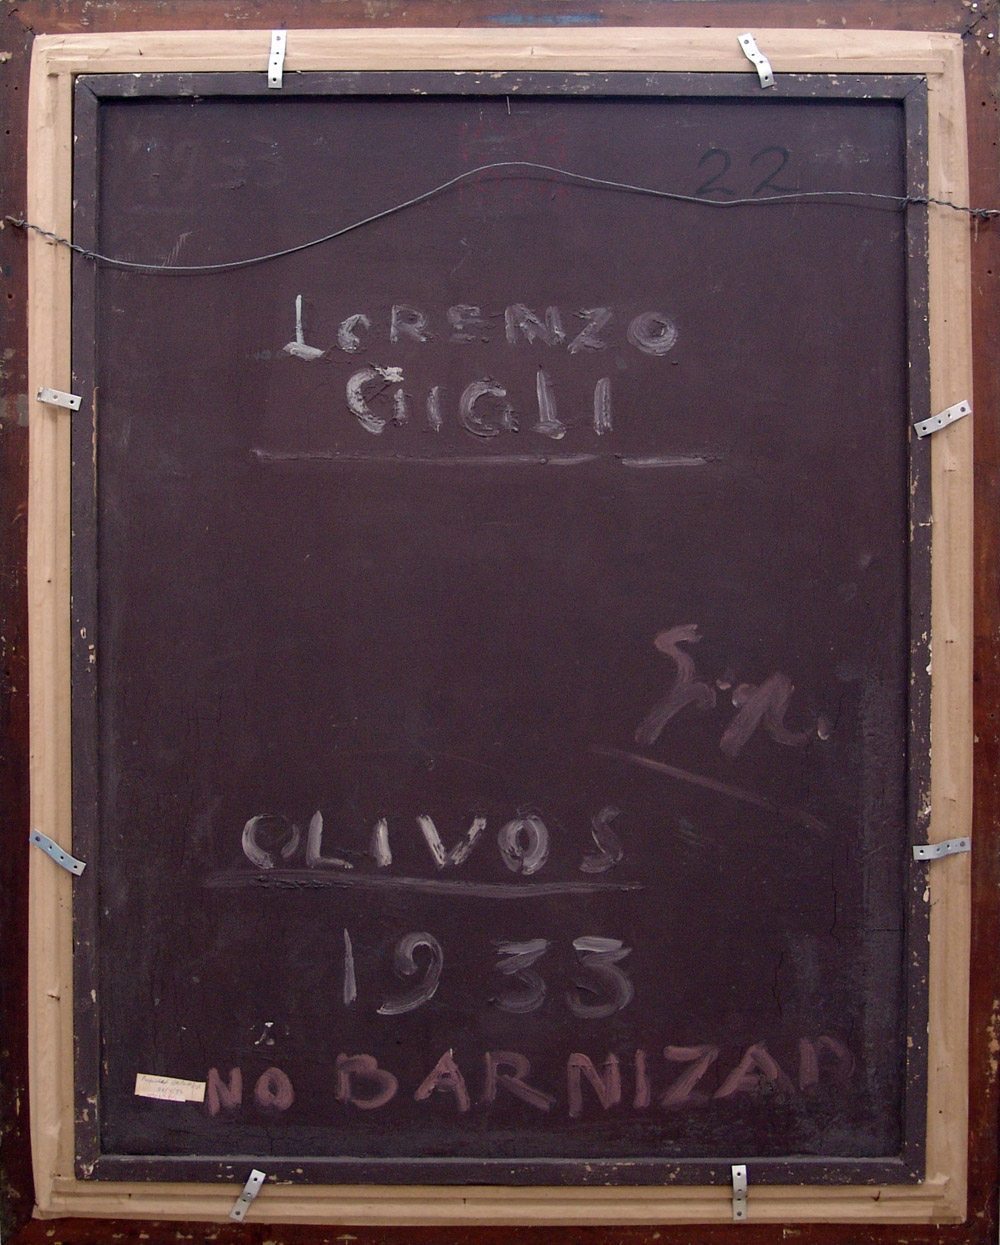 22
LORENZO
GIGLI
OLIVOS
1933
NO BARNIZAR